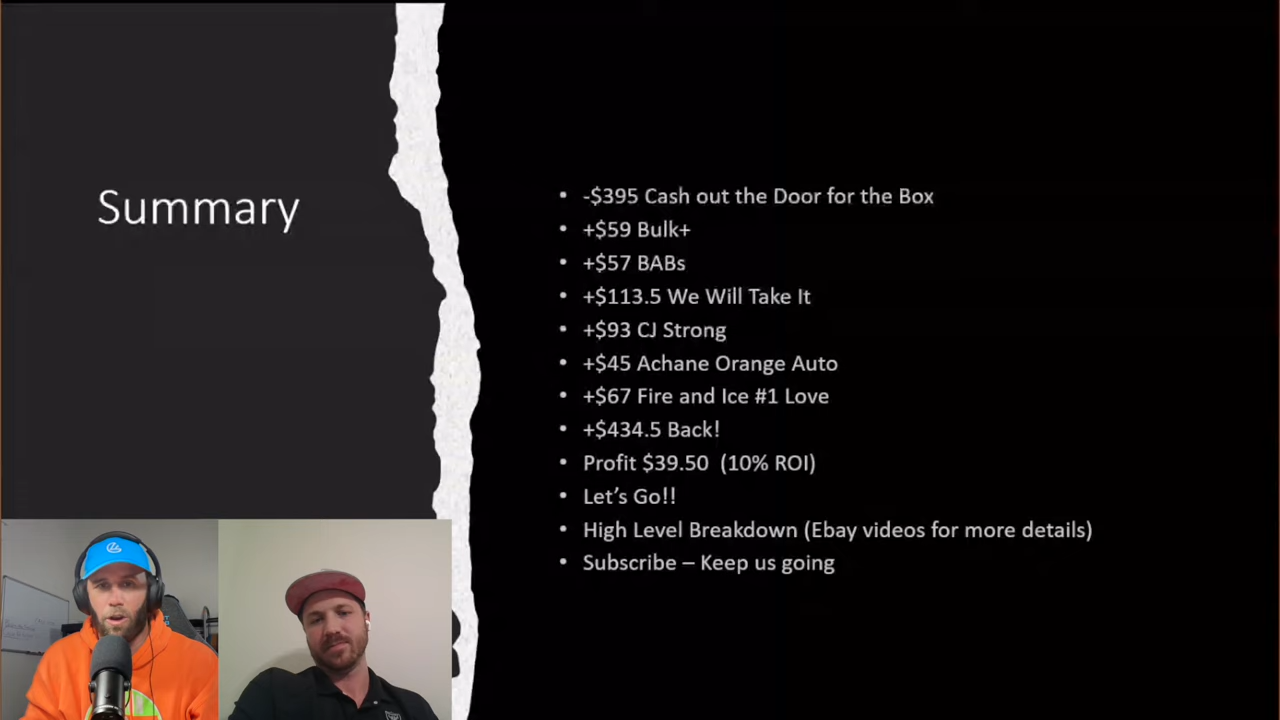 Summary
-$395 Cash out the Door for the Box
+$59 Bulk+
+$57 BABs
+$113.5 We Will Take It
+$93 CJ Strong
+$45 Achane Orange Auto
+$67 Fire and Ice #1 Love
+$434.5 Back!
Profit $39.50 (10% ROI)
Let's Go!!
High Level Breakdown (Ebay videos for more details)
Subscribe – Keep us going